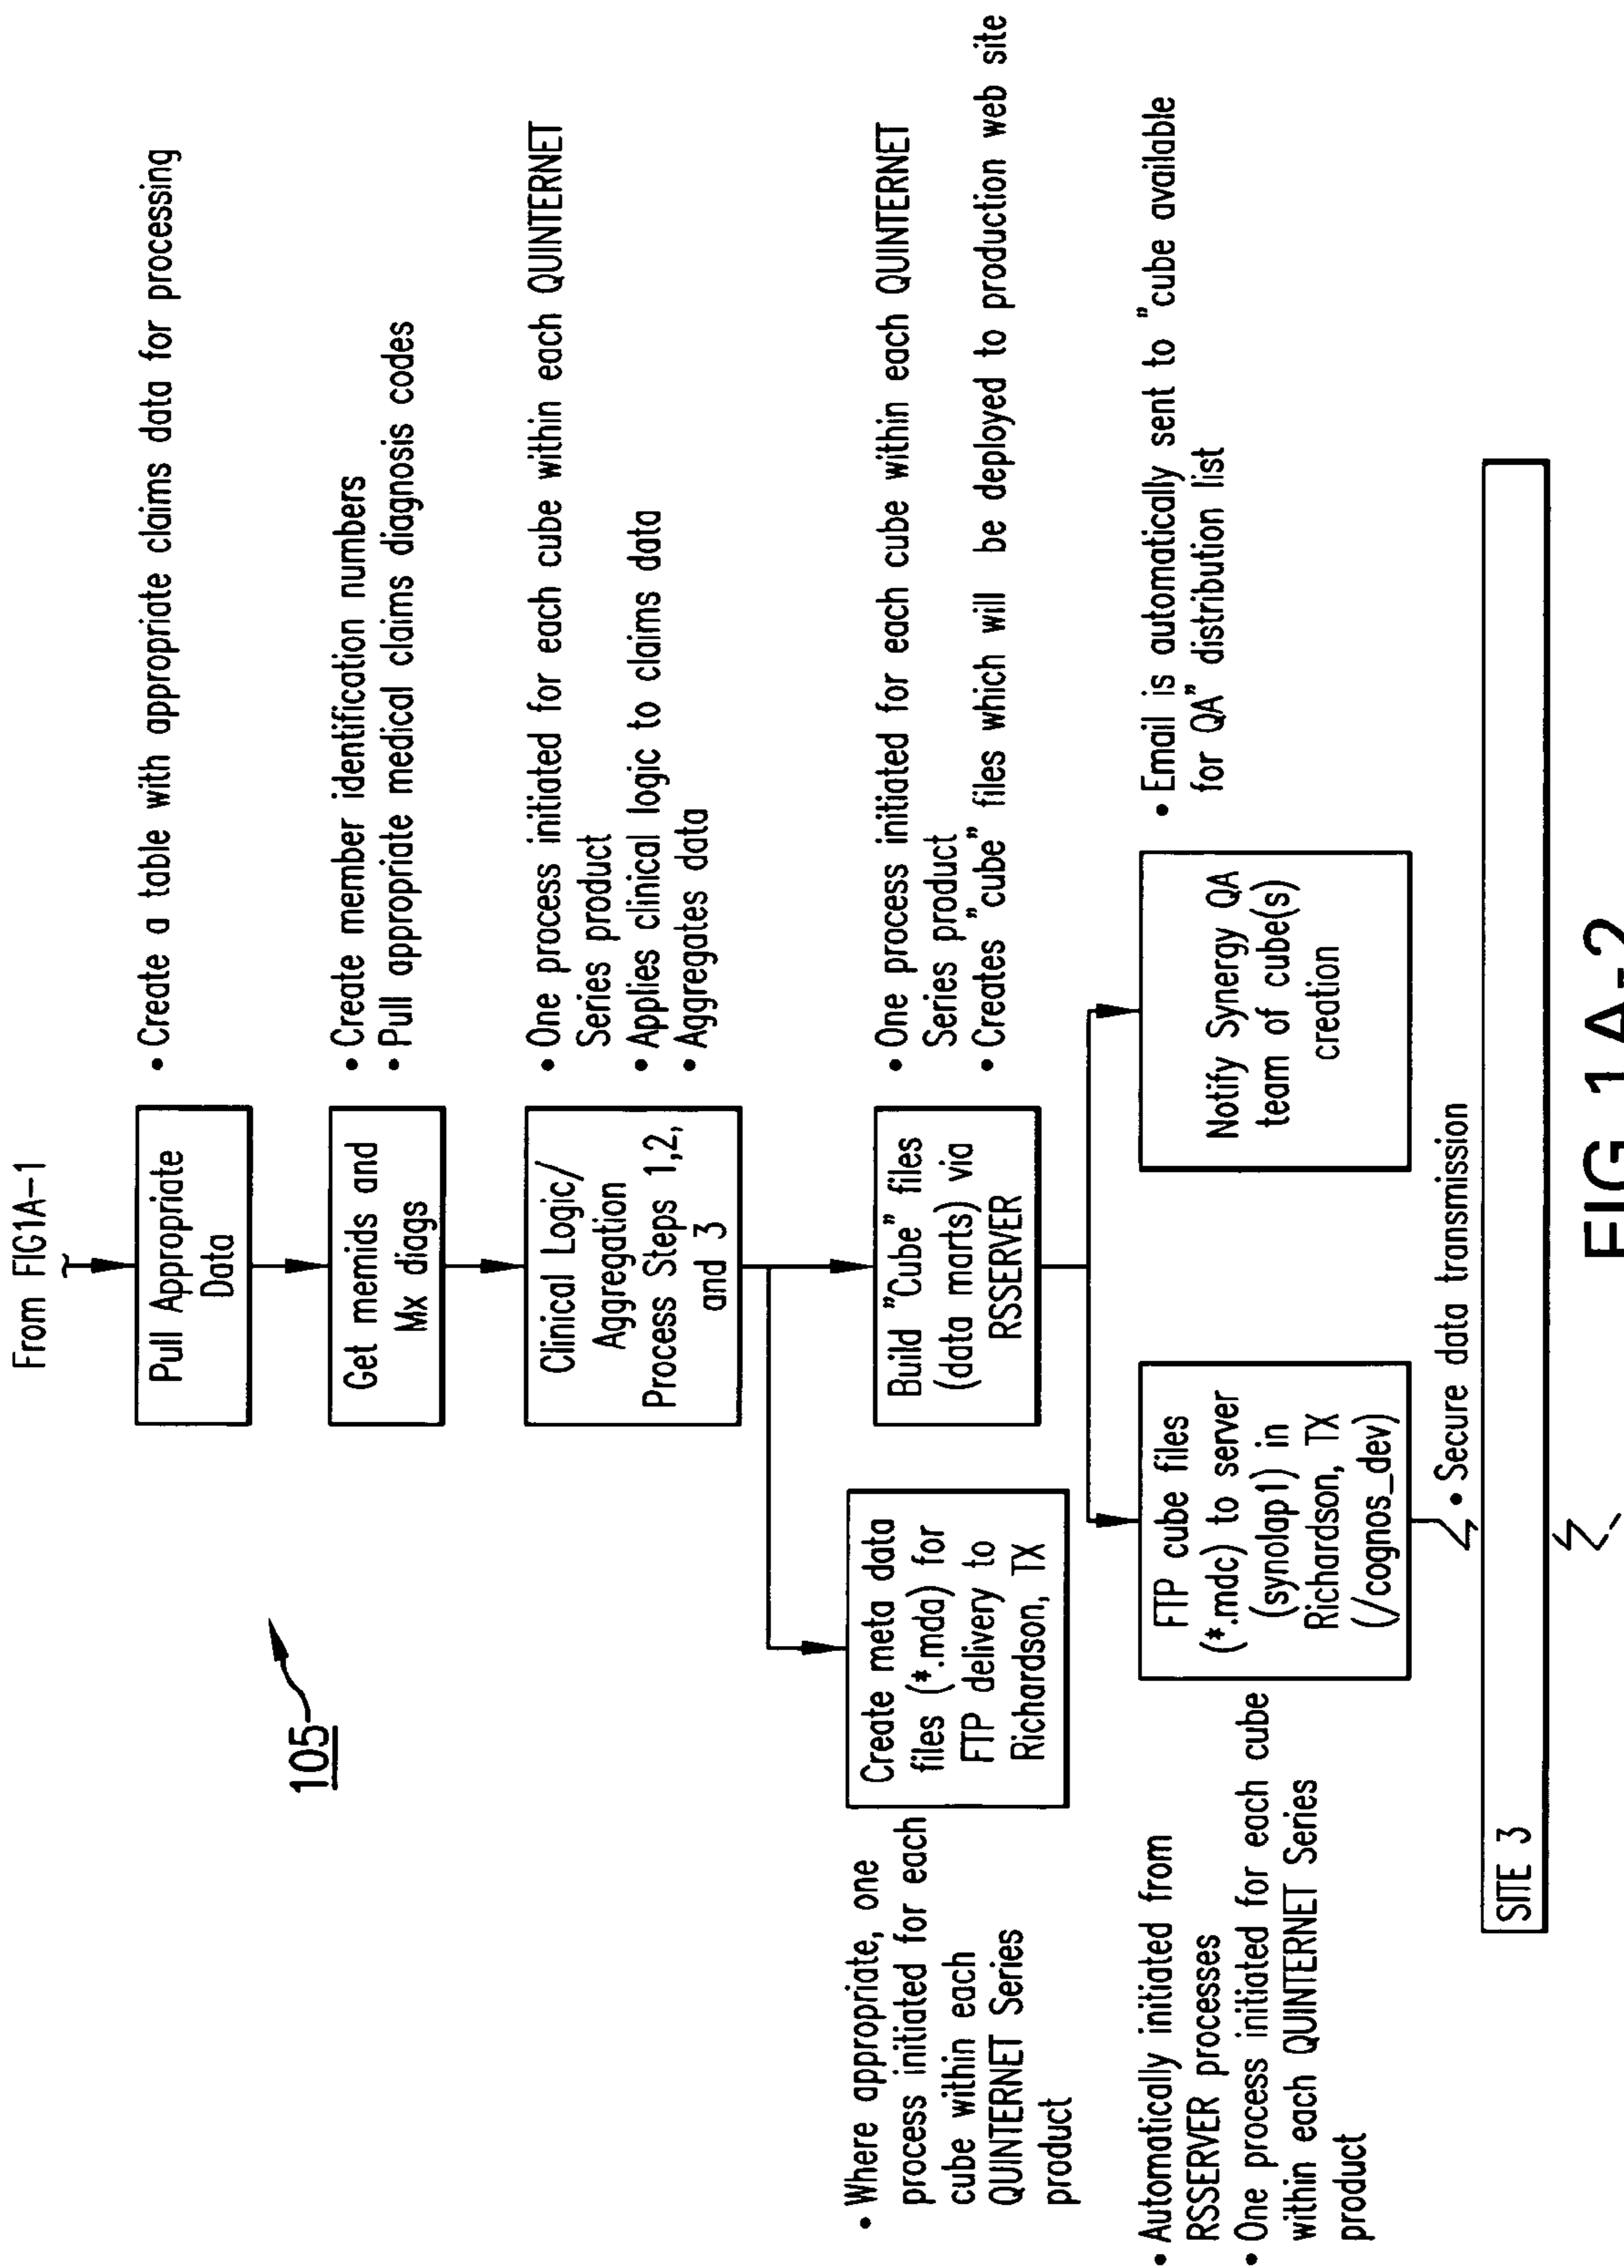 From FIG1A-1
Pull Appropriate
Data
• Create a table with appropriate claims data for processing
105
Get memids and
Mx diags
• Create member identification numbers
• Pull appropriate medical claims diagnosis codes
Clinical Logic/
Aggregation
Process Steps 1,2,
and 3
• One process initiated for each cube within each QUINTERNET
Series product
• Applies clinical logic to claims data
• Aggregates data
• Where appropriate, one
process initiated for each
cube within each
QUINTERNET Series
product
Create meta data
files (*.mda) for
FTP delivery to
Richardson, TX
Build "Cube" files
(data marts) via
RSSERVER
• One process initiated for each cube within each QUINTERNET
Series product
• Creates "cube" files which will be deployed to production web site
• Automatically initiated from
RSSERVER processes
• One process initiated for each cube
within each QUINTERNET Series
product
FTP cube files
(*.mdc) to server
(synolap1) in
Richardson, TX
(/cognos_dev)
Notify Synergy QA
team of cube(s)
creation
• Email is automatically sent to "cube available
for QA" distribution list
• Secure data transmission
SITE 3
FIG.1A-2